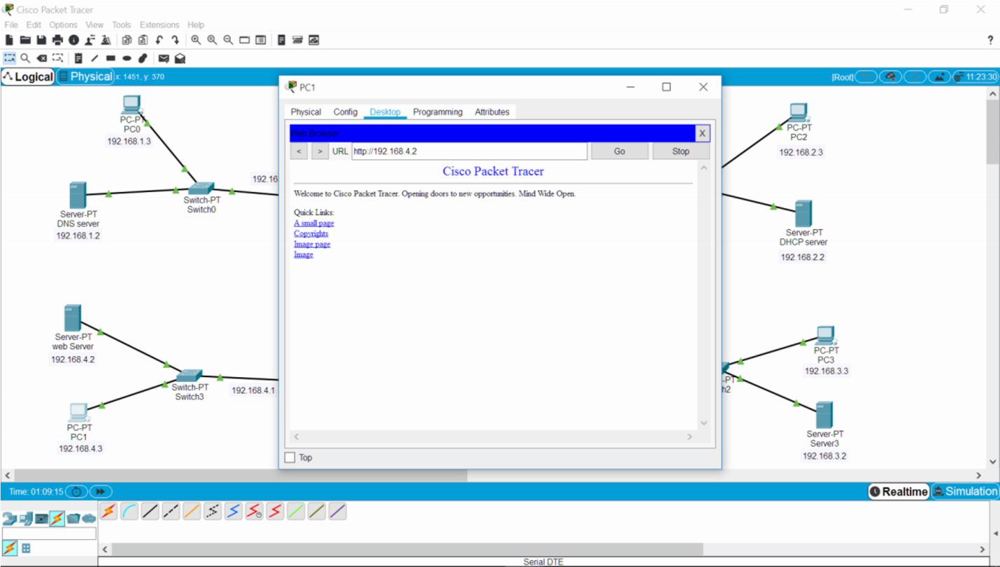 Cisco Packet Tracer
File Edit Options View Tools Extensions Help
?
Logical Physical x: 1451, y: 370 [Root] 11:23:30
PC1
Physical Config Desktop Programming Attributes
Web Browser X
< > URL http://192.168.4.2 Go Stop
Cisco Packet Tracer
Welcome to Cisco Packet Tracer. Opening doors to new opportunities. Mind Wide Open.
Quick Links:
A small page
Copyrights
Image page
Image
Top
PC-PT
PC0
192.168.1.3
Server-PT
DNS server
192.168.1.2
Switch-PT
Switch0
192.16
Server-PT
web Server
192.168.4.2
Switch-PT
Switch3
192.168.4.1
PC-PT
PC1
192.168.4.3
PC-PT
PC2
192.168.2.3
Server-PT
DHCP server
192.168.2.2
PC-PT
PC3
192.168.3.3
-PT
h2
Server-PT
Server3
192.168.3.2
Time: 01:09:15 Realtime Simulation
Serial DTE